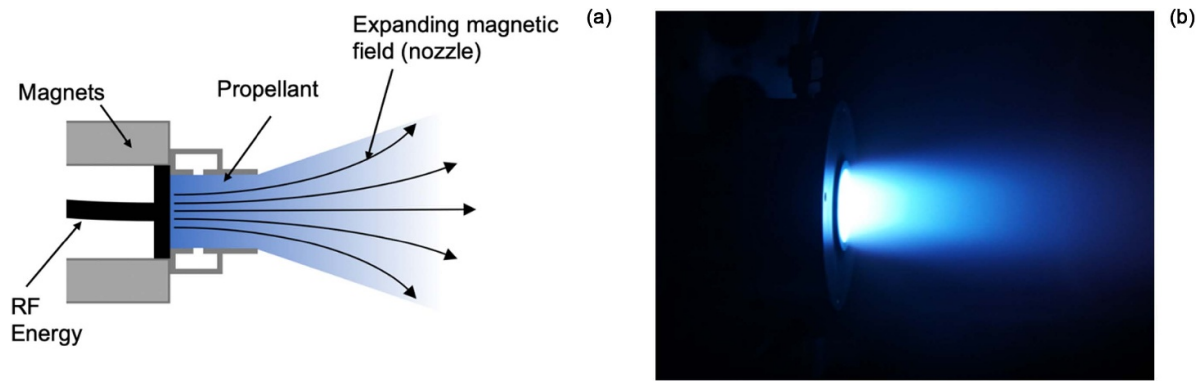 Expanding magnetic
field (nozzle)
(a)
(b)
Magnets
Propellant
RF
Energy